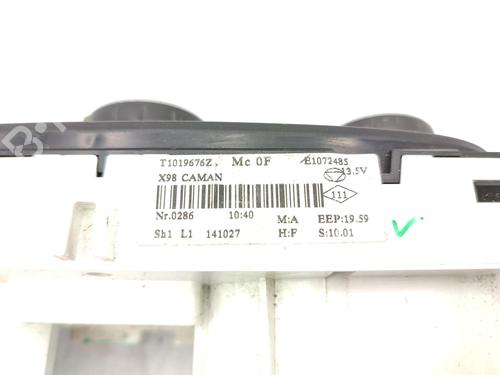 T1019676Z, Mc 0F E1072485
X98 CAMAN 13.5V
111
Nr.0286 10:40 M:A EEP:19.59
Sh1 L1 141027 H:F S:10.01